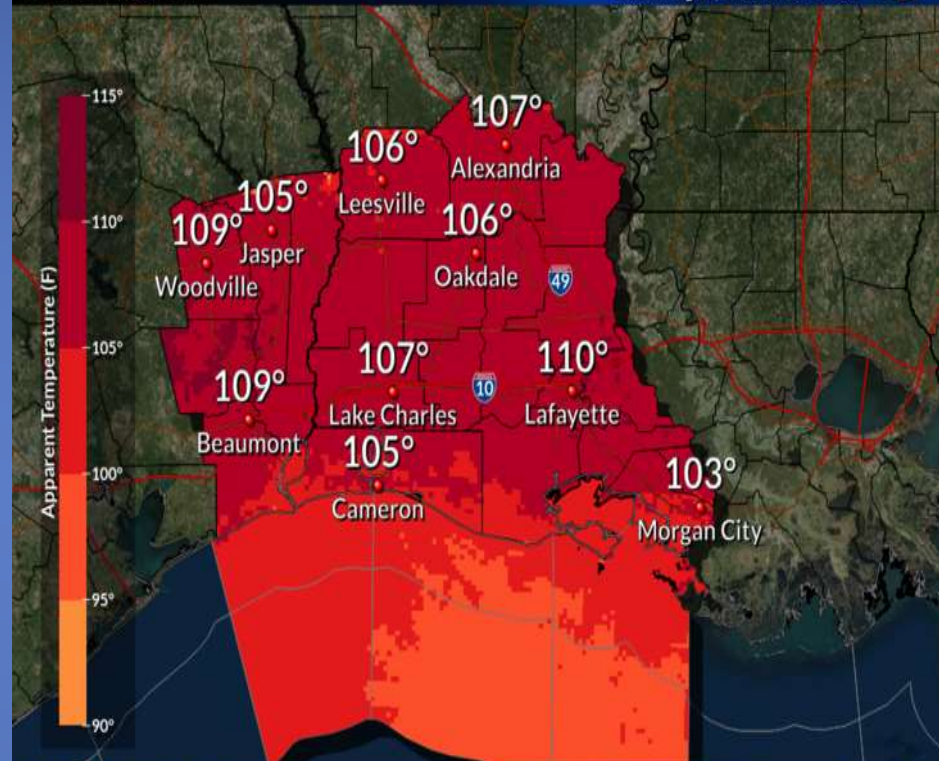 115°
110°
105°
100°
95°
90°
Apparent Temperature (F)
107°
Alexandria
106°
Leesville
105°
Jasper
109°
Woodville
106°
Oakdale
49
109°
Beaumont
107°
Lake Charles
10
110°
Lafayette
105°
Cameron
103°
Morgan City